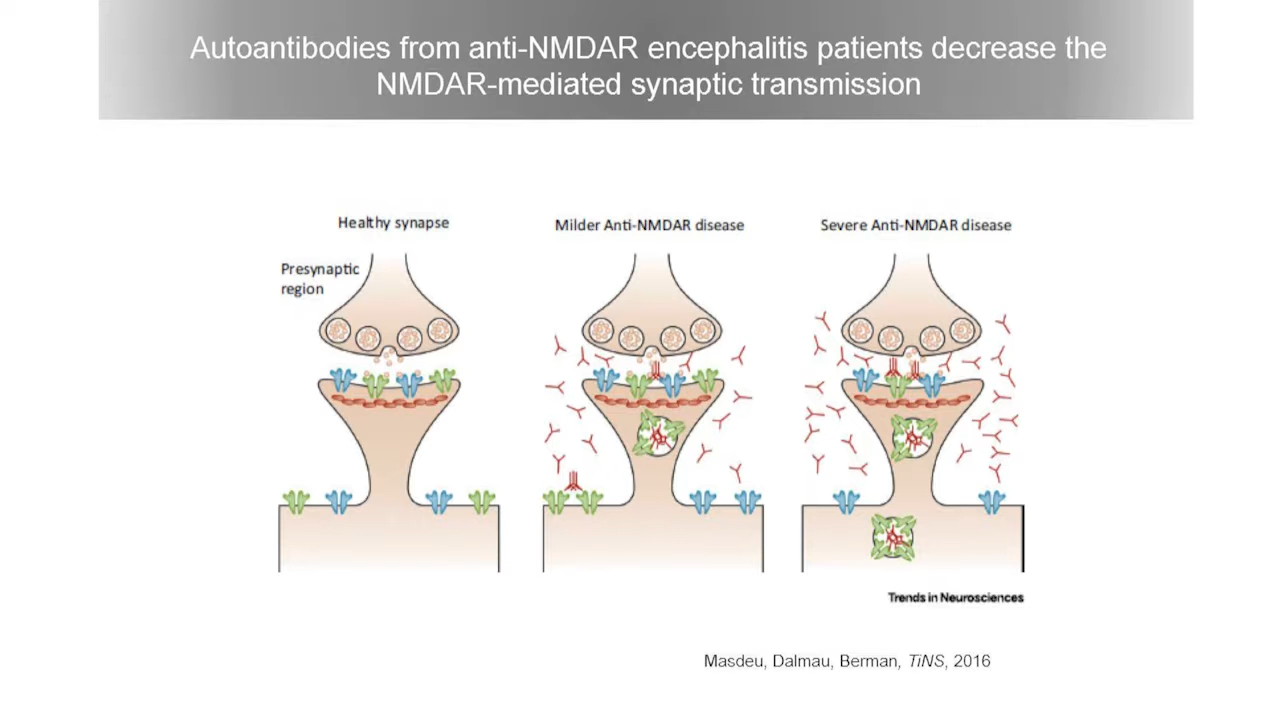 Autoantibodies from anti-NMDAR encephalitis patients decrease the
NMDAR-mediated synaptic transmission
Healthy synapse
Milder Anti-NMDAR disease
Severe Anti-NMDAR disease
Presynaptic
region
Trends in Neurosciences
Masdeu, Dalmau, Berman, TiNS, 2016